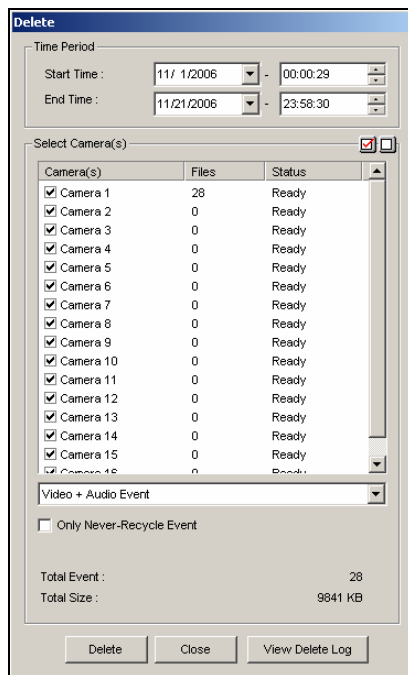 Delete
Time Period
Start Time : 11/ 1/2006 - 00:00:29
End Time : 11/21/2006 - 23:58:30
Select Camera(s)
Camera(s) Files Status
Camera 1 28 Ready
Camera 2 0 Ready
Camera 3 0 Ready
Camera 4 0 Ready
Camera 5 0 Ready
Camera 6 0 Ready
Camera 7 0 Ready
Camera 8 0 Ready
Camera 9 0 Ready
Camera 10 0 Ready
Camera 11 0 Ready
Camera 12 0 Ready
Camera 13 0 Ready
Camera 14 0 Ready
Camera 15 0 Ready
Camera 16 0 Ready
Video + Audio Event
Only Never-Recycle Event
Total Event : 28
Total Size : 9841 KB
Delete Close View Delete Log